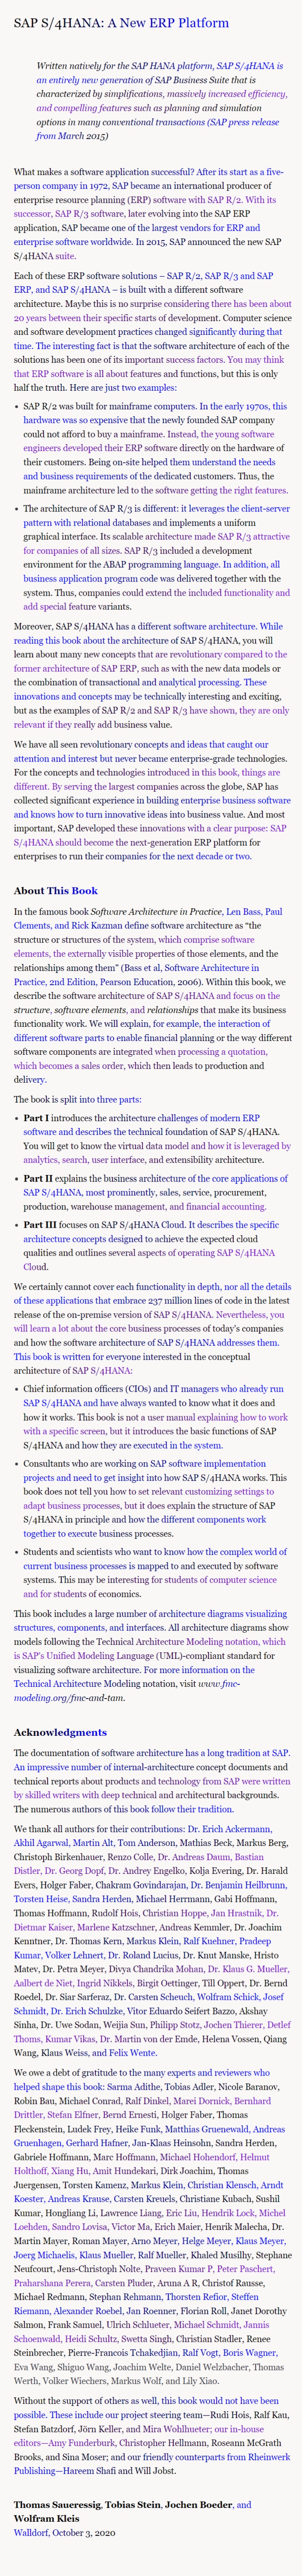 SAP S/4HANA: A New ERP Platform
Written natively for the SAP HANA platform, SAP S/4HANA is
an entirely new generation of SAP Business Suite that is
characterized by simplifications, massively increased efficiency,
and compelling features such as planning and simulation
options in many conventional transactions (SAP press release
from March 2015)
What makes a software application successful? After its start as a five-
person company in 1972, SAP became an international producer of
enterprise resource planning (ERP) software with SAP R/2. With its
successor, SAP R/3 software, later evolving into the SAP ERP
application, SAP became one of the largest vendors for ERP and
enterprise software worldwide. In 2015, SAP announced the new SAP
S/4HANA suite.
Each of these ERP software solutions – SAP R/2, SAP R/3 and SAP
ERP, and SAP S/4HANA – is built with a different software
architecture. Maybe this is no surprise considering there has been about
20 years between their specific starts of development. Computer science
and software development practices changed significantly during that
time. The interesting fact is that the software architecture of each of the
solutions has been one of its important success factors. You may think
that ERP software is all about features and functions, but this is only
half the truth. Here are just two examples:
• SAP R/2 was built for mainframe computers. In the early 1970s, this
hardware was so expensive that the newly founded SAP company
could not afford to buy a mainframe. Instead, the young software
engineers developed their ERP software directly on the hardware of
their customers. Being on-site helped them understand the needs
and business requirements of the dedicated customers. Thus, the
mainframe architecture led to the software getting the right features.
• The architecture of SAP R/3 is different: it leverages the client-server
pattern with relational databases and implements a uniform
graphical interface. Its scalable architecture made SAP R/3 attractive
for companies of all sizes. SAP R/3 included a development
environment for the ABAP programming language. In addition, all
business application program code was delivered together with the
system. Thus, companies could extend the included functionality and
add special feature variants.
Moreover, SAP S/4HANA has a different software architecture. While
reading this book about the architecture of SAP S/4HANA, you will
learn about many new concepts that are revolutionary compared to the
former architecture of SAP ERP, such as with the new data models or
the combination of transactional and analytical processing. These
innovations and concepts may be technically interesting and exciting,
but as the examples of SAP R/2 and SAP R/3 have shown, they are only
relevant if they really add business value.
We have all seen revolutionary concepts and ideas that caught our
attention and interest but never became enterprise-grade technologies.
For the concepts and technologies introduced in this book, things are
different. By serving the largest companies across the globe, SAP has
collected significant experience in building enterprise business software
and knows how to turn innovative ideas into business value. And most
important, SAP developed these innovations with a clear purpose: SAP
S/4HANA should become the next-generation ERP platform for
enterprises to run their companies for the next decade or two.
About This Book
In the famous book Software Architecture in Practice, Len Bass, Paul
Clements, and Rick Kazman define software architecture as “the
structure or structures of the system, which comprise software
elements, the externally visible properties of those elements, and the
relationships among them” (Bass et al, Software Architecture in
Practice, 2nd Edition, Pearson Education, 2006). Within this book, we
describe the software architecture of SAP S/4HANA and focus on the
structure, software elements, and relationships that make its business
functionality work. We will explain, for example, the interaction of
different software parts to enable financial planning or the way different
software components are integrated when processing a quotation,
which becomes a sales order, which then leads to production and
delivery.
The book is split into three parts:
• Part I introduces the architecture challenges of modern ERP
software and describes the technical foundation of SAP S/4HANA.
You will get to know the virtual data model and how it is leveraged by
analytics, search, user interface, and extensibility architecture.
• Part II explains the business architecture of the core applications of
SAP S/4HANA, most prominently, sales, service, procurement,
production, warehouse management, and financial accounting.
• Part III focuses on SAP S/4HANA Cloud. It describes the specific
architecture concepts designed to achieve the expected cloud
qualities and outlines several aspects of operating SAP S/4HANA
Cloud.
We certainly cannot cover each functionality in depth, nor all the details
of these applications that embrace 237 million lines of code in the latest
release of the on-premise version of SAP S/4HANA. Nevertheless, you
will learn a lot about the core business processes of today's companies
and how the software architecture of SAP S/4HANA addresses them.
This book is written for everyone interested in the conceptual
architecture of SAP S/4HANA:
• Chief information officers (CIOs) and IT managers who already run
SAP S/4HANA and have always wanted to know what it does and
how it works. This book is not a user manual explaining how to work
with a specific screen, but it introduces the basic functions of SAP
S/4HANA and how they are executed in the system.
• Consultants who are working on SAP software implementation
projects and need to get insight into how SAP S/4HANA works. This
book does not tell you how to set relevant customizing settings to
adapt business processes, but it does explain the structure of SAP
S/4HANA in principle and how the different components work
together to execute business processes.
• Students and scientists who want to know how the complex world of
current business processes is mapped to and executed by software
systems. This may be interesting for students of computer science
and for students of economics.
This book includes a large number of architecture diagrams visualizing
structures, components, and interfaces. All architecture diagrams show
models following the Technical Architecture Modeling notation, which
is SAP's Unified Modeling Language (UML)-compliant standard for
visualizing software architecture. For more information on the
Technical Architecture Modeling notation, visit www.fmc-
modeling.org/fmc-and-tam.
Acknowledgments
The documentation of software architecture has a long tradition at SAP.
An impressive number of internal-architecture concept documents and
technical reports about products and technology from SAP were written
by skilled writers with deep technical and architectural backgrounds.
The numerous authors of this book follow their tradition.
We thank all authors for their contributions: Dr. Erich Ackermann,
Akhil Agarwal, Martin Alt, Tom Anderson, Mathias Beck, Markus Berg,
Christoph Birkenhauer, Renzo Colle, Dr. Andreas Daum, Bastian
Distler, Dr. Georg Dopf, Dr. Andrey Engelko, Kolja Evering, Dr. Harald
Evers, Holger Faber, Chakram Govindarajan, Dr. Benjamin Heilbrunn,
Torsten Heise, Sandra Herden, Michael Herrmann, Gabi Hoffmann,
Thomas Hoffmann, Rudolf Hois, Christian Hoppe, Jan Hrastnik, Dr.
Dietmar Kaiser, Marlene Katzschner, Andreas Kemmler, Dr. Joachim
Kenntner, Dr. Thomas Kern, Markus Klein, Ralf Kuehner, Pradeep
Kumar, Volker Lehnert, Dr. Roland Lucius, Dr. Knut Manske, Hristo
Matev, Dr. Petra Meyer, Divya Chandrika Mohan, Dr. Klaus G. Mueller,
Aalbert de Niet, Ingrid Nikkels, Birgit Oettinger, Till Oppert, Dr. Bernd
Roedel, Dr. Siar Sarferaz, Dr. Carsten Scheuch, Wolfram Schick, Josef
Schmidt, Dr. Erich Schulzke, Vitor Eduardo Seifert Bazzo, Akshay
Sinha, Dr. Uwe Sodan, Weijia Sun, Philipp Stotz, Jochen Thierer, Detlef
Thoms, Kumar Vikas, Dr. Martin von der Emde, Helena Vossen, Qiang
Wang, Klaus Weiss, and Felix Wente.
We owe a debt of gratitude to the many experts and reviewers who
helped shape this book: Sarma Adithe, Tobias Adler, Nicole Baranov,
Robin Bau, Michael Conrad, Ralf Dinkel, Marei Dornick, Bernhard
Drittler, Stefan Elfner, Bernd Ernesti, Holger Faber, Thomas
Fleckenstein, Ludek Frey, Heike Funk, Matthias Gruenewald, Andreas
Gruenhagen, Gerhard Hafner, Jan-Klaas Heinsohn, Sandra Herden,
Gabriele Hoffmann, Marc Hoffmann, Michael Hohendorf, Helmut
Holthoff, Xiang Hu, Amit Hundekari, Dirk Joachim, Thomas
Juergensen, Torsten Kamenz, Markus Klein, Christian Klensch, Arndt
Koester, Andreas Krause, Carsten Kreuels, Christiane Kubach, Sushil
Kumar, Hongliang Li, Lawrence Liang, Eric Liu, Hendrik Lock, Michel
Loehden, Sandro Lovisa, Victor Ma, Erich Maier, Henrik Malecha, Dr.
Martin Mayer, Roman Mayer, Arno Meyer, Helge Meyer, Klaus Meyer,
Joerg Michaelis, Klaus Mueller, Ralf Mueller, Khaled Musilhy, Stephane
Neufcourt, Jens-Christoph Nolte, Praveen Kumar P, Peter Paschert,
Praharshana Perera, Carsten Pluder, Aruna A R, Christof Rausse,
Michael Redmann, Stephan Rehmann, Thorsten Refior, Steffen
Riemann, Alexander Roebel, Jan Roenner, Florian Roll, Janet Dorothy
Salmon, Frank Samuel, Ulrich Schlueter, Michael Schmidt, Jannis
Schoenwald, Heidi Schultz, Sweta Singh, Christian Stadler, Renee
Steinbrecher, Pierre-Francois Tchakedjian, Ralf Vogt, Boris Wagner,
Eva Wang, Shiguo Wang, Joachim Welte, Daniel Welzbacher, Thomas
Werth, Volker Wiechers, Markus Wolf, and Lily Xiao.
Without the support of others as well, this book would not have been
possible. These include our project steering team—Rudi Hois, Ralf Kau,
Stefan Batzdorf, Jörn Keller, and Mira Wohlhueter; our in-house
editors—Amy Funderburk, Christopher Hellmann, Roseann McGrath
Brooks, and Sina Moser; and our friendly counterparts from Rheinwerk
Publishing—Hareem Shafi and Will Jobst.
Thomas Saueressig, Tobias Stein, Jochen Boeder, and
Wolfram Kleis
Walldorf, October 3, 2020